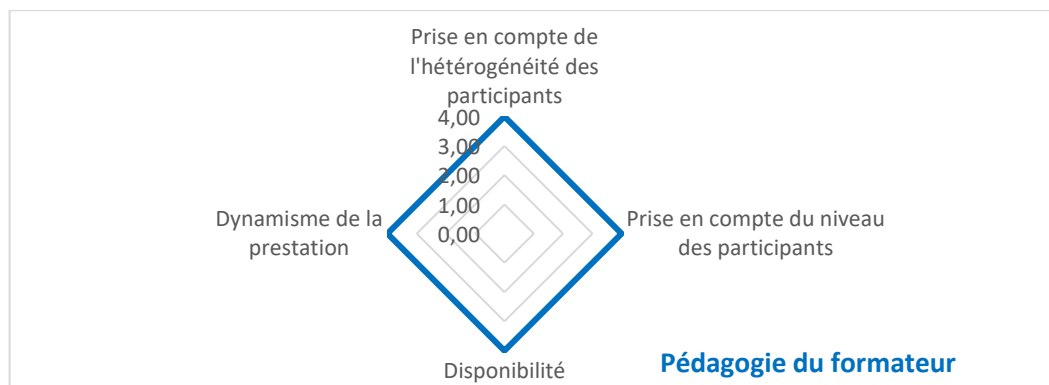 Prise en compte de
l'hétérogénéité des
participants
4,00
3,00
2,00
1,00
0,00
Dynamisme de la
prestation
Prise en compte du niveau
des participants
Disponibilité
Pédagogie du formateur